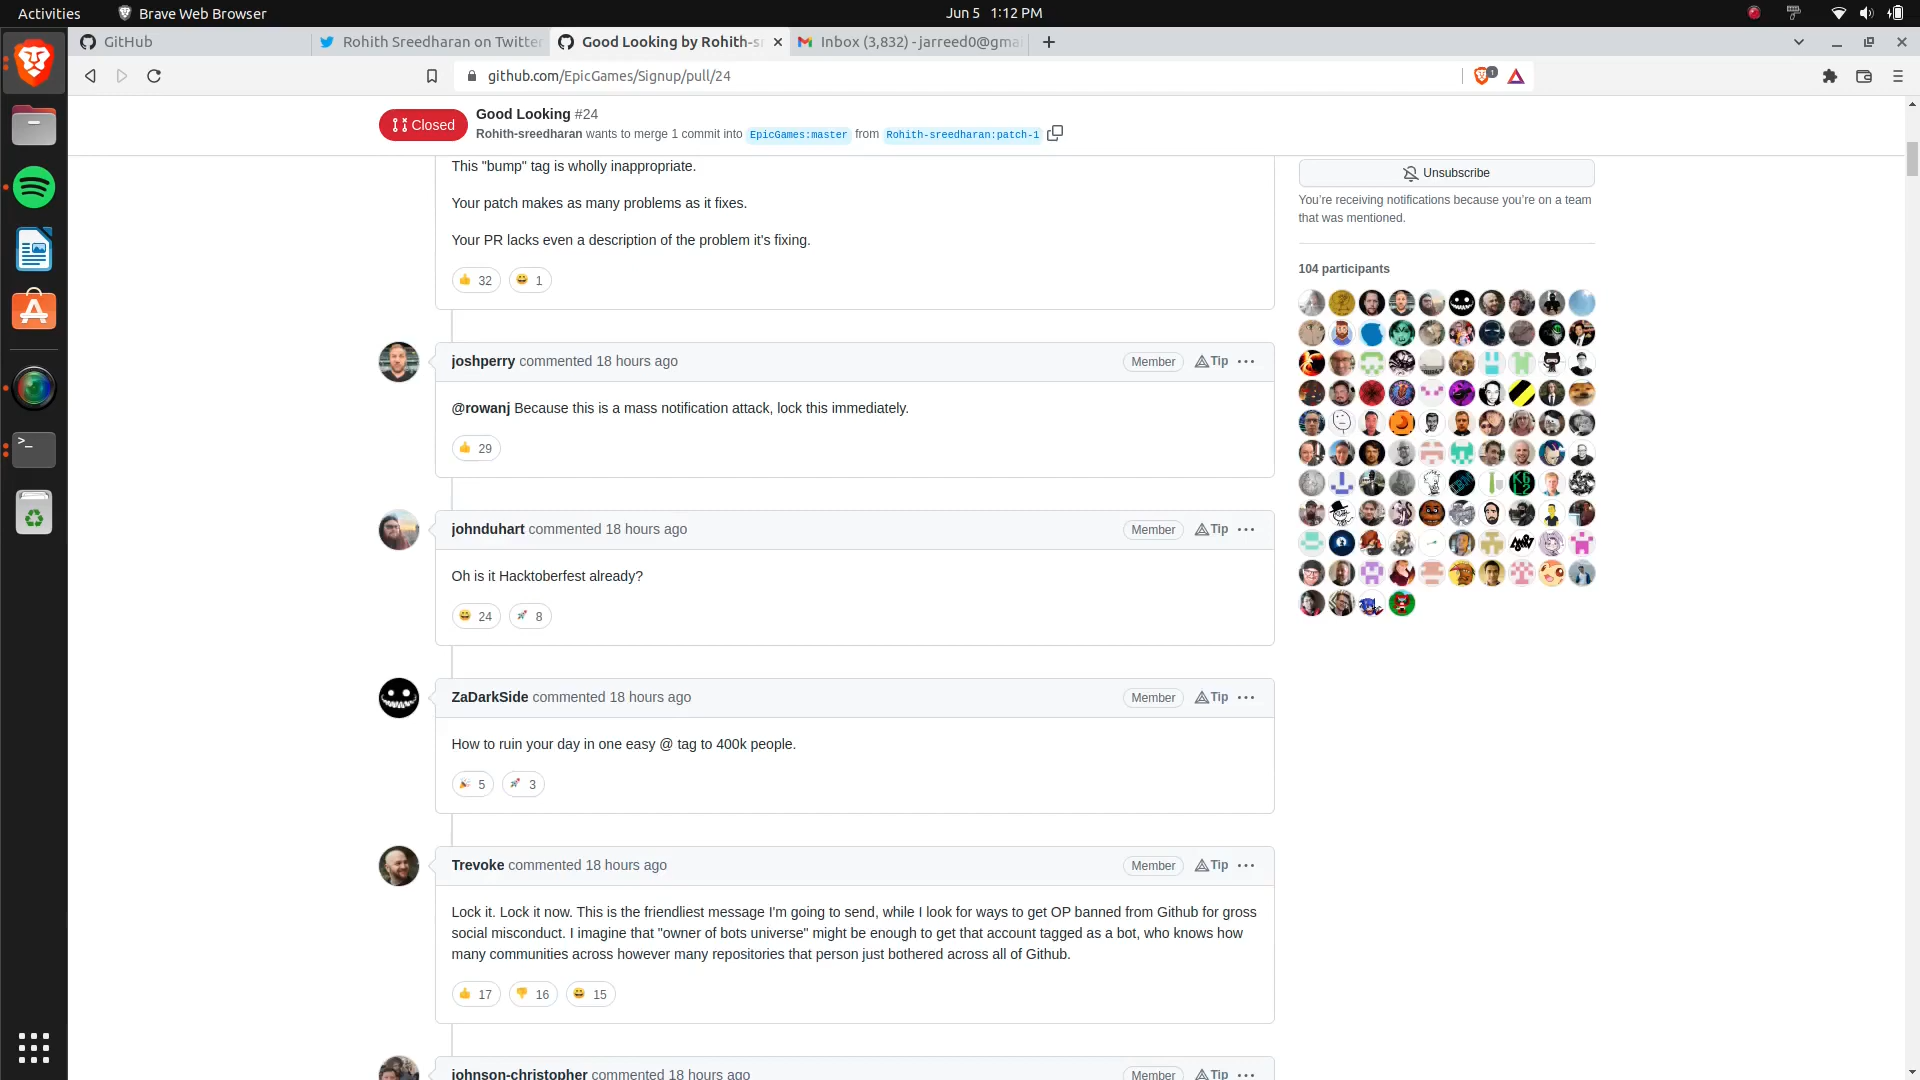 Activities
Brave Web Browser
Jun 5 1:12 PM
GitHub
Rohith Sreedharan on Twitter
Good Looking by Rohith-s
Inbox (3,832) - jarreed0@gma
github.com/EpicGames/Signup/pull/24
1
Closed
Good Looking #24
Rohith-sreedharan wants to merge 1 commit into EpicGames:master from Rohith-sreedharan:patch-1
This "bump" tag is wholly inappropriate.
Your patch makes as many problems as it fixes.
Your PR lacks even a description of the problem it's fixing.
👍 32 😄 1
Unsubscribe
You're receiving notifications because you're on a team
that was mentioned.
104 participants
joshperry commented 18 hours ago
Member Tip ...
@rowanj Because this is a mass notification attack, lock this immediately.
👍 29
johnduhart commented 18 hours ago
Member Tip ...
Oh is it Hacktoberfest already?
😄 24 🚀 8
ZaDarkSide commented 18 hours ago
Member Tip ...
How to ruin your day in one easy @ tag to 400k people.
🎉 5 🚀 3
Trevoke commented 18 hours ago
Member Tip ...
Lock it. Lock it now. This is the friendliest message I'm going to send, while I look for ways to get OP banned from Github for gross
social misconduct. I imagine that "owner of bots universe" might be enough to get that account tagged as a bot, who knows how
many communities across however many repositories that person just bothered across all of Github.
👍 17 👎 16 😄 15
johnson-christopher commented 18 hours ago
Member Tip ...